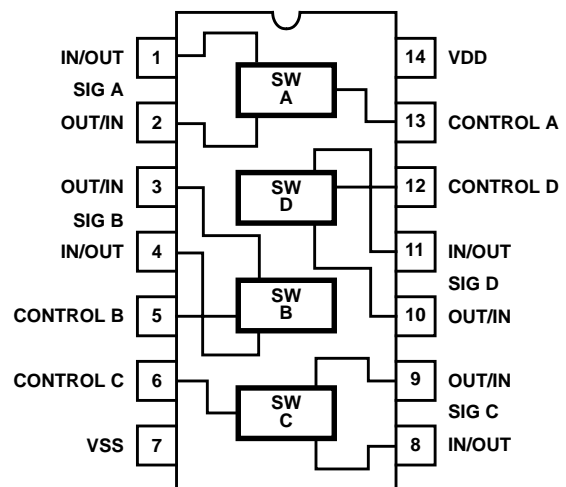 IN/OUT 1
SIG A
OUT/IN 2
OUT/IN 3
SIG B
IN/OUT 4
CONTROL B 5
CONTROL C 6
VSS 7
SW
A
SW
D
SW
B
SW
C
14 VDD
13 CONTROL A
12 CONTROL D
11 IN/OUT
SIG D
10 OUT/IN
9 OUT/IN
SIG C
8 IN/OUT